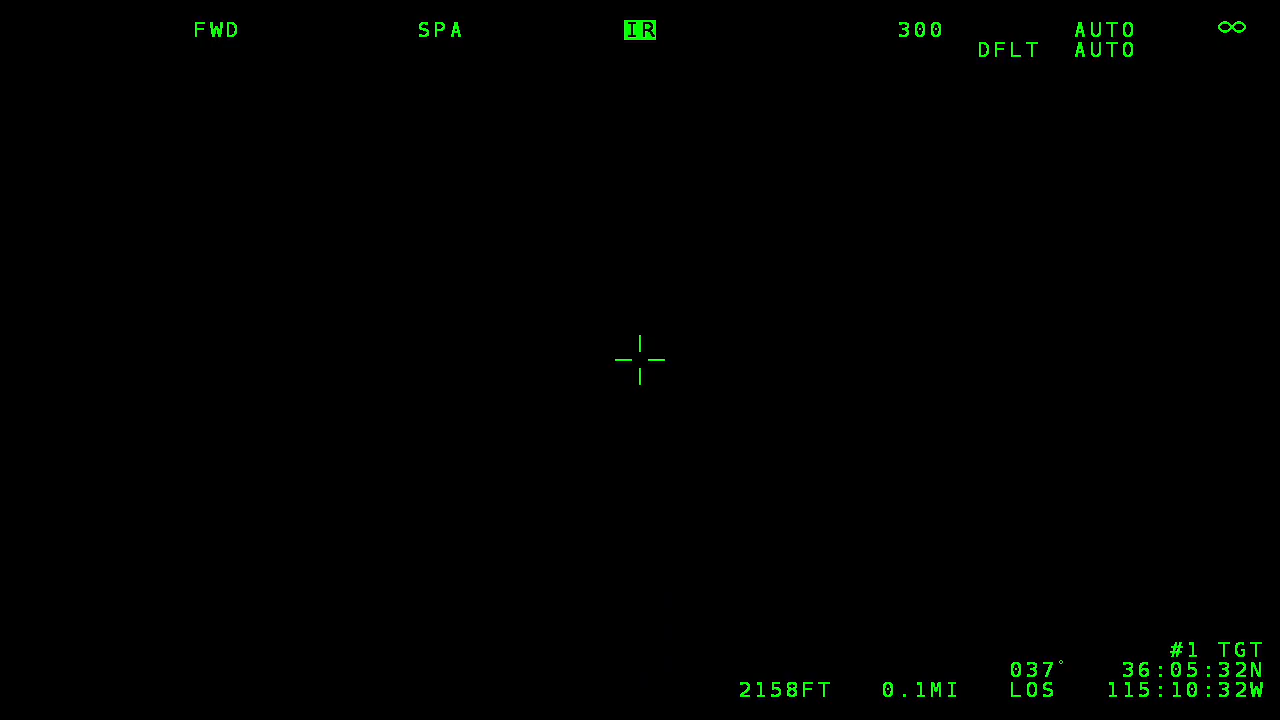 FWD SPA IR 300 AUTO ∞
DFLT AUTO
#1 TGT
037° 36:05:32N
2158FT 0.1MI LOS 115:10:32W